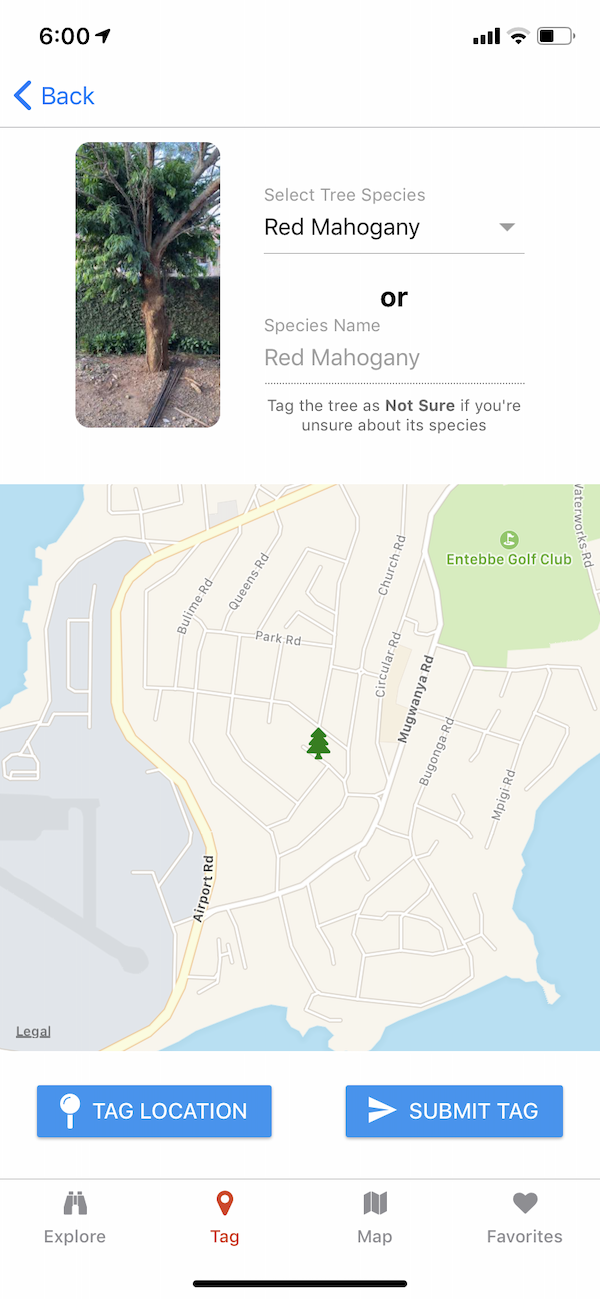 6:00
Back
Select Tree Species
Red Mahogany
or
Species Name
Red Mahogany
Tag the tree as Not Sure if you're
unsure about its species
Waterworks Rd
Entebbe Golf Club
Church Rd
Queens Rd
Bulime Rd
Park Rd
Circular Rd
Mugwanya Rd
Bugonga Rd
Mpigi Rd
Airport Rd
Legal
TAG LOCATION
SUBMIT TAG
Explore
Tag
Map
Favorites